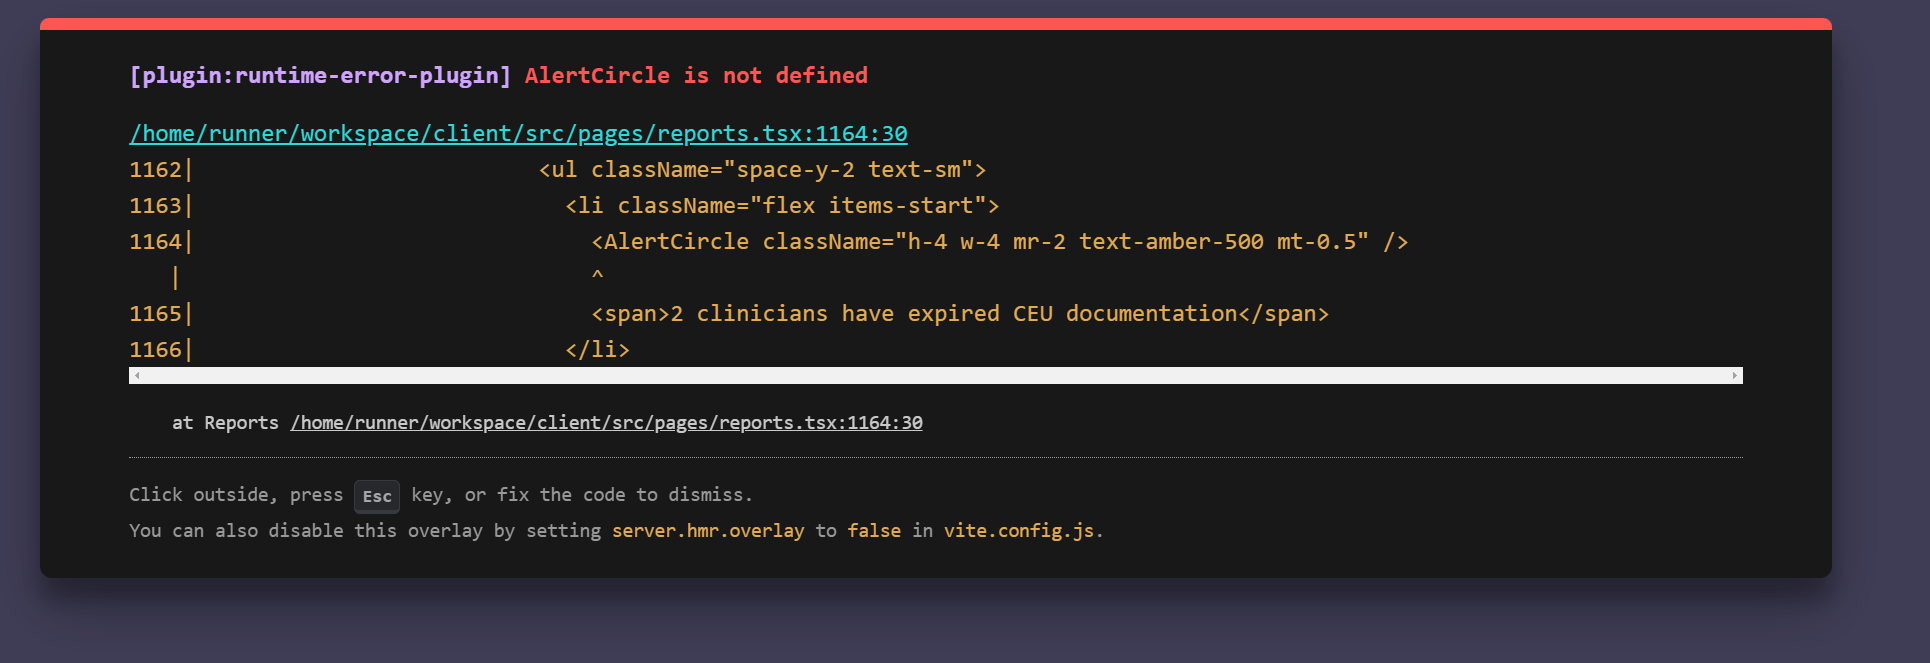 [plugin:runtime-error-plugin] AlertCircle is not defined
/home/runner/workspace/client/src/pages/reports.tsx:1164:30
1162|                          <ul className="space-y-2 text-sm">
1163|                            <li className="flex items-start">
1164|                              <AlertCircle className="h-4 w-4 mr-2 text-amber-500 mt-0.5" />
   |                               ^
1165|                              <span>2 clinicians have expired CEU documentation</span>
1166|                            </li>
at Reports /home/runner/workspace/client/src/pages/reports.tsx:1164:30
Click outside, press Esc key, or fix the code to dismiss.
You can also disable this overlay by setting server.hmr.overlay to false in vite.config.js.